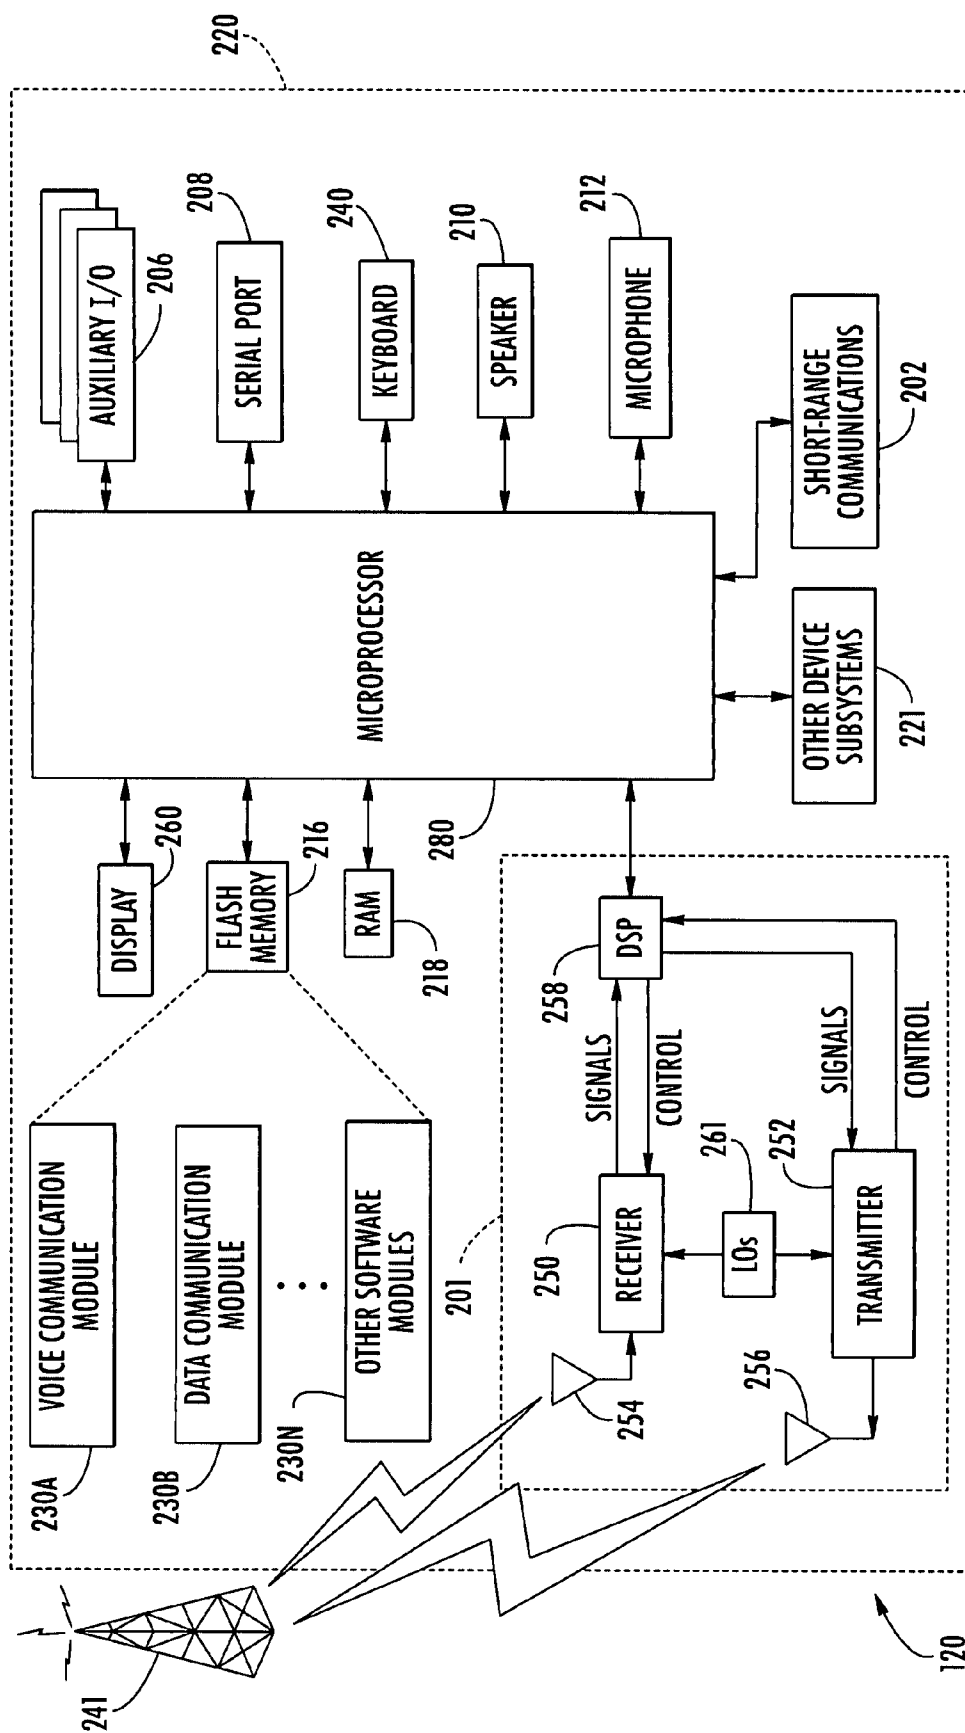 241
220
VOICE COMMUNICATION
MODULE
230A
DATA COMMUNICATION
MODULE
230B
OTHER SOFTWARE
MODULES
230N
DISPLAY
260
FLASH
MEMORY
216
RAM
218
MICROPROCESSOR
280
AUXILIARY I/O
206
SERIAL PORT
208
KEYBOARD
240
SPEAKER
210
MICROPHONE
212
201
254
RECEIVER
250
SIGNALS
CONTROL
DSP
258
LOs
261
256
TRANSMITTER
252
SIGNALS
CONTROL
OTHER DEVICE
SUBSYSTEMS
221
SHORT-RANGE
COMMUNICATIONS
202
120